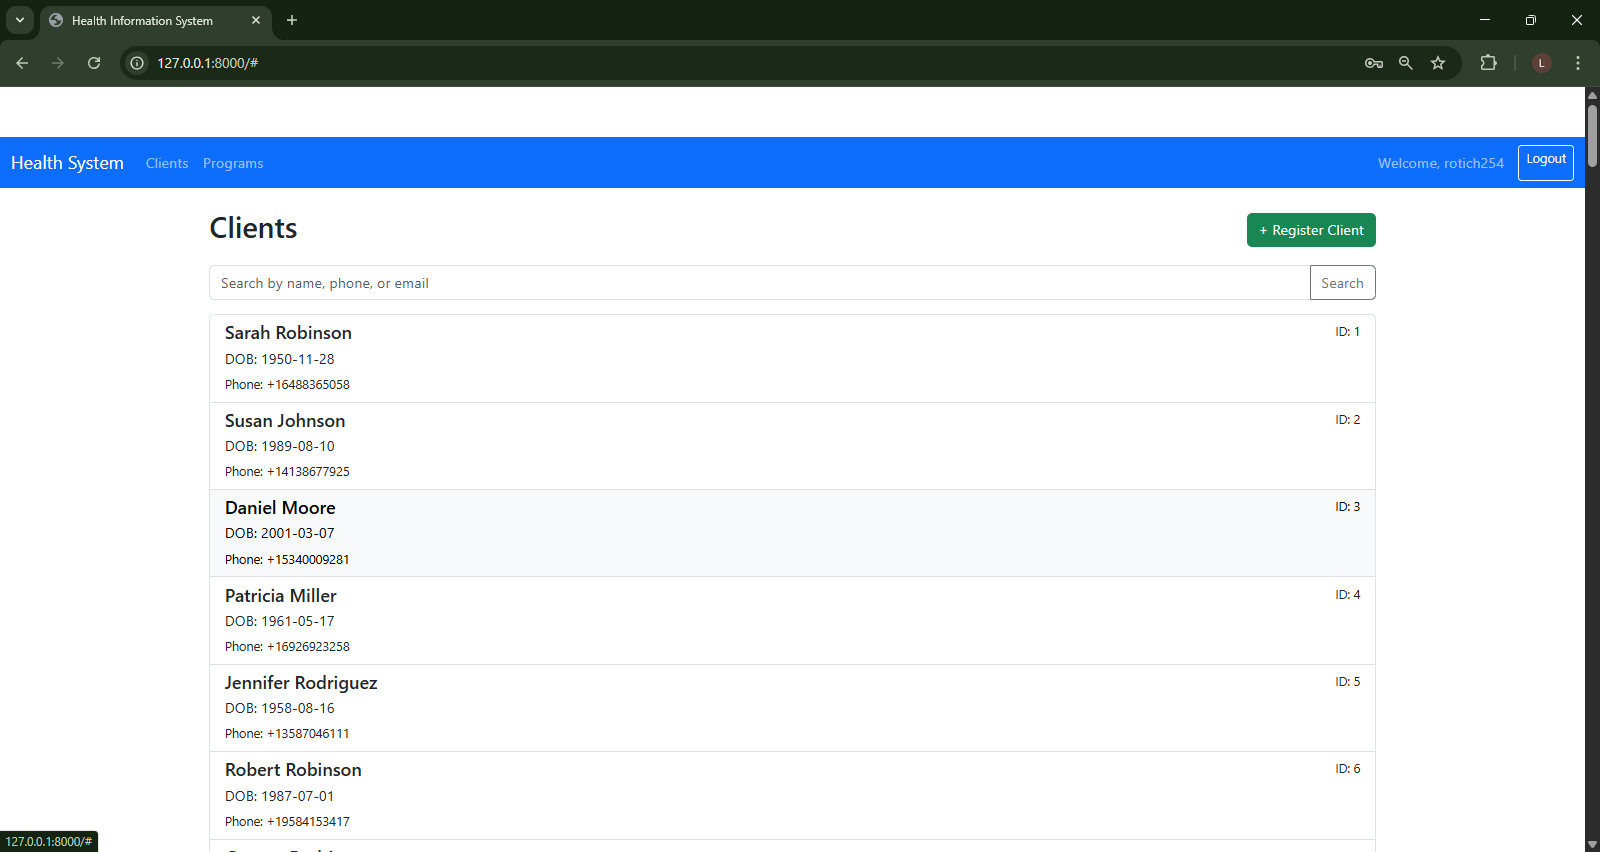 Health Information System
127.0.0.1:8000/#
L
Health System Clients Programs Welcome, rotich254 Logout
Clients
+ Register Client
Search by name, phone, or email Search
Sarah Robinson ID: 1
DOB: 1950-11-28
Phone: +16488365058
Susan Johnson ID: 2
DOB: 1989-08-10
Phone: +14138677925
Daniel Moore ID: 3
DOB: 2001-03-07
Phone: +15340009281
Patricia Miller ID: 4
DOB: 1961-05-17
Phone: +16926923258
Jennifer Rodriguez ID: 5
DOB: 1958-08-16
Phone: +13587046111
Robert Robinson ID: 6
DOB: 1987-07-01
Phone: +19584153417
127.0.0.1:8000/#